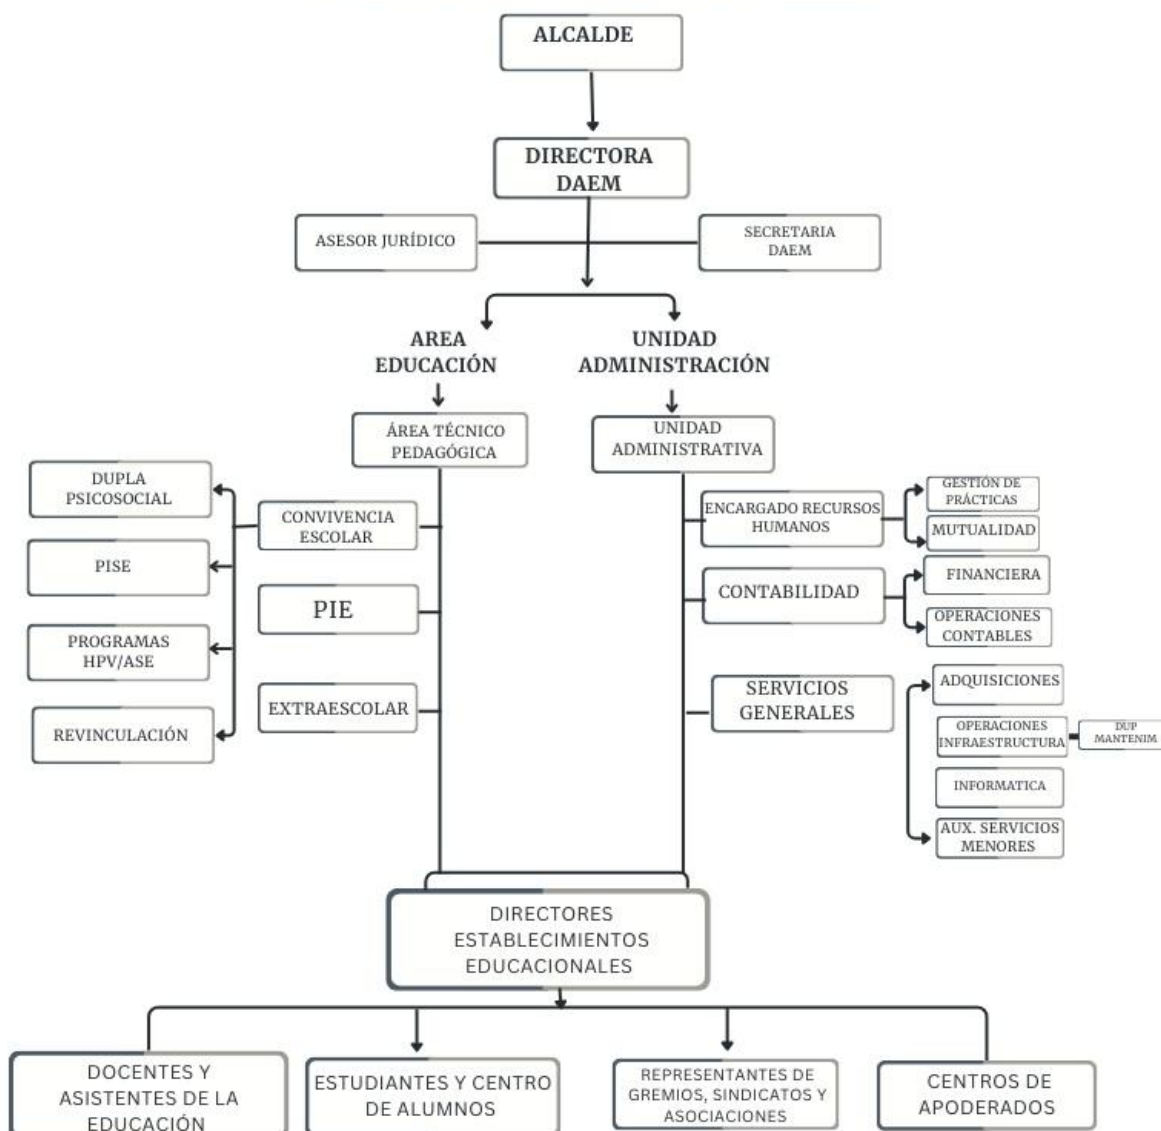 ALCALDE
DIRECTORA
DAEM
ASESOR JURÍDICO
SECRETARIA
DAEM
AREA
EDUCACIÓN
UNIDAD
ADMINISTRACIÓN
ÁREA TÉCNICO
PEDAGÓGICA
UNIDAD
ADMINISTRATIVA
DUPLA
PSICOSOCIAL
PISE
PROGRAMAS
HPV/ASE
REVINCULACIÓN
CONVIVENCIA
ESCOLAR
PIE
EXTRAESCOLAR
ENCARGADO RECURSOS
HUMANOS
GESTIÓN DE
PRÁCTICAS
MUTUALIDAD
CONTABILIDAD
FINANCIERA
OPERACIONES
CONTABLES
SERVICIOS
GENERALES
ADQUISICIONES
OPERACIONES
INFRAESTRUCTURA
DUP
MANTENIM
INFORMATICA
AUX. SERVICIOS
MENORES
DIRECTORES
ESTABLECIMIENTOS
EDUCACIONALES
DOCENTES Y
ASISTENTES DE LA
EDUCACIÓN
ESTUDIANTES Y CENTRO
DE ALUMNOS
REPRESENTANTES DE
GREMIOS, SINDICATOS Y
ASOCIACIONES
CENTROS DE
APODERADOS